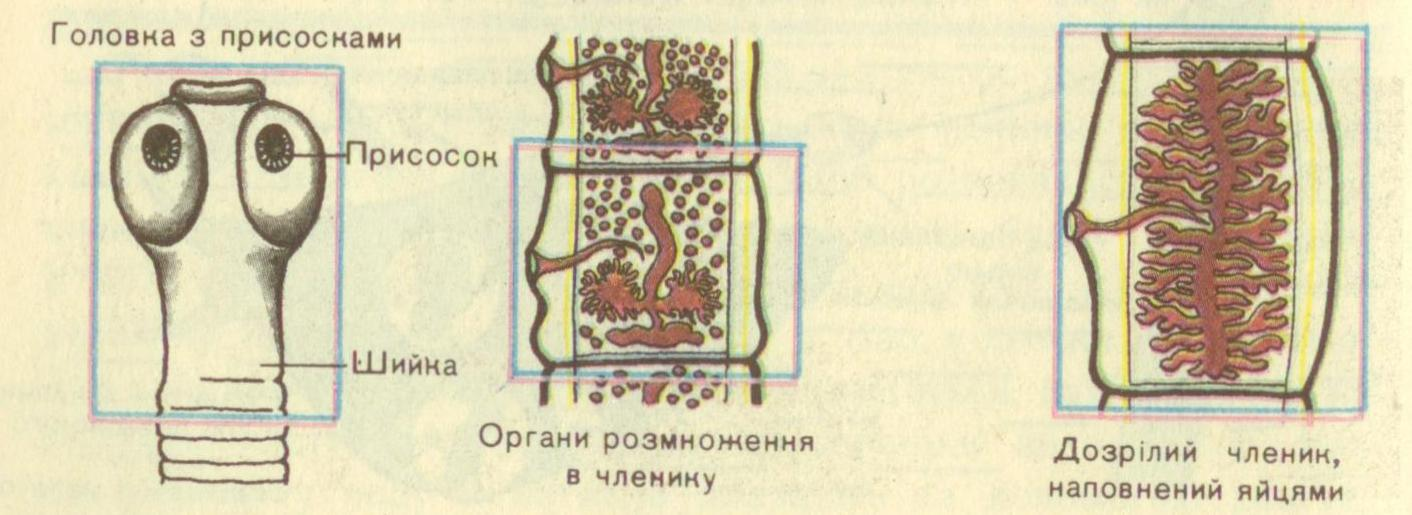 Головка з присосками
Присосок
Шийка
Органи розмноження
в членику
Дозрілий членик,
наповнений яйцями